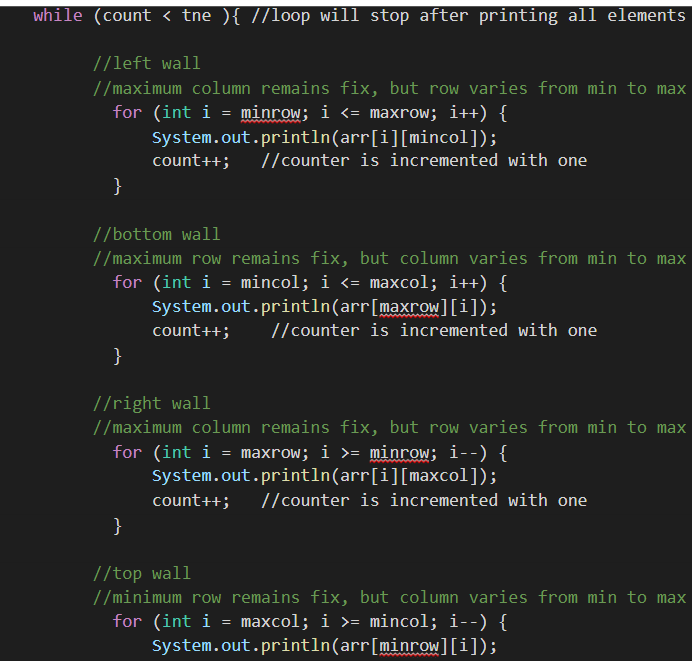 while (count < tne ){ //loop will stop after printing all elements
//left wall
//maximum column remains fix, but row varies from min to max
for (int i = minrow; i <= maxrow; i++) {
System.out.println(arr[i][mincol]);
count++;   //counter is incremented with one
}
//bottom wall
//maximum row remains fix, but column varies from min to max
for (int i = mincol; i <= maxcol; i++) {
System.out.println(arr[maxrow][i]);
count++;    //counter is incremented with one
}
//right wall
//maximum column remains fix, but row varies from min to max
for (int i = maxrow; i >= minrow; i--) {
System.out.println(arr[i][maxcol]);
count++;   //counter is incremented with one
}
//top wall
//minimum row remains fix, but column varies from min to max
for (int i = maxcol; i >= mincol; i--) {
System.out.println(arr[minrow][i]);